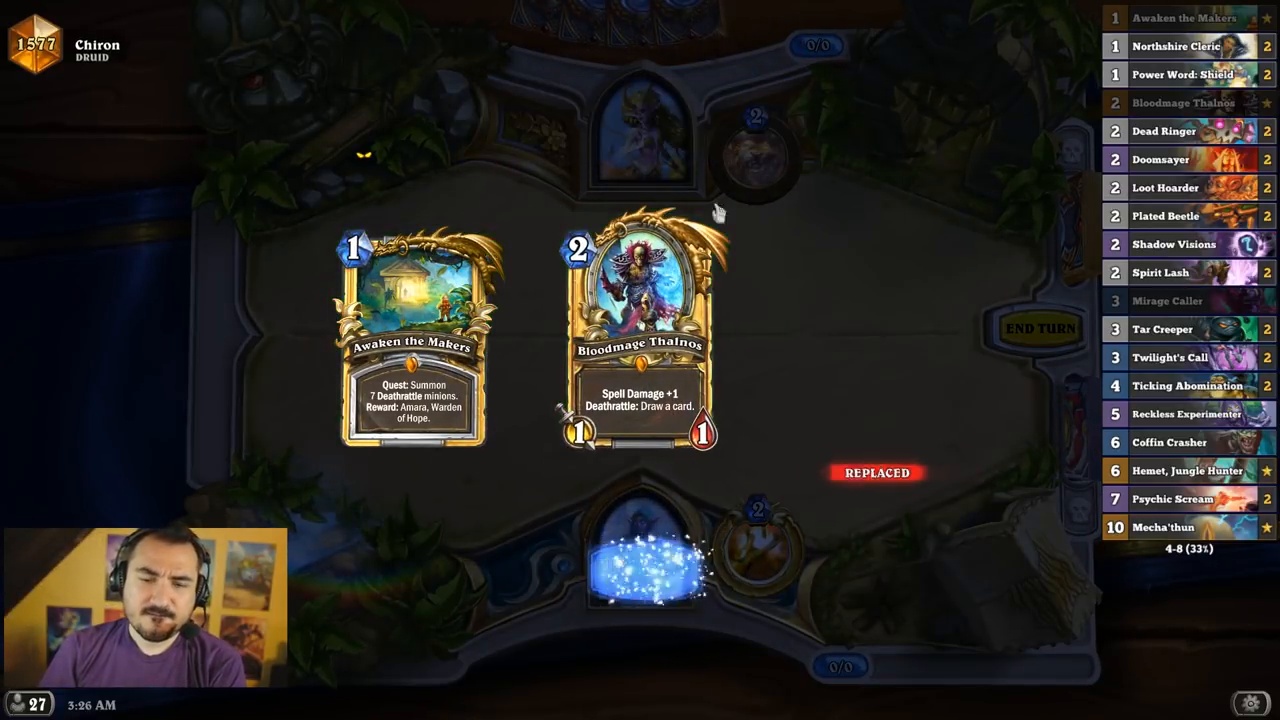 1577
Chiron
DRUID
0/0
2
1
Awaken the Makers
Quest: Summon
7 Deathrattle minions.
Reward: Amara, Warden
of Hope.
2
Bloodmage Thalnos
Spell Damage +1
Deathrattle: Draw a card.
1
1
END TURN
REPLACED
2
0/0
27
3:26 AM
1 Awaken the Makers
1 Northshire Cleric 2
1 Power Word: Shield 2
2 Bloodmage Thalnos
2 Dead Ringer 2
2 Doomsayer 2
2 Loot Hoarder 2
2 Plated Beetle 2
2 Shadow Visions 2
2 Spirit Lash 2
3 Mirage Caller
3 Tar Creeper 2
3 Twilight's Call 2
4 Ticking Abomination 2
5 Reckless Experimenter
6 Coffin Crasher
6 Hemet, Jungle Hunter
7 Psychic Scream 2
10 Mecha'thun
4-8 (33%)